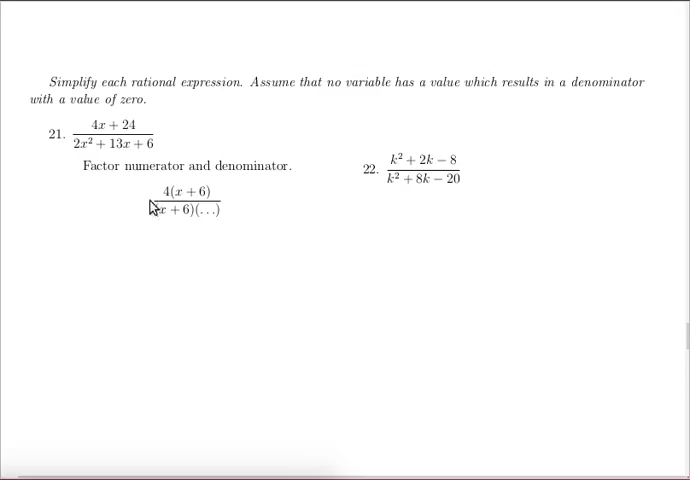 Simplify each rational expression. Assume that no variable has a value which results in a denominator
with a value of zero.
21. (4x + 24)/(2x² + 13x + 6)
Factor numerator and denominator.
4(x + 6)/(x + 6)(...)
22. (k² + 2k − 8)/(k² + 8k − 20)